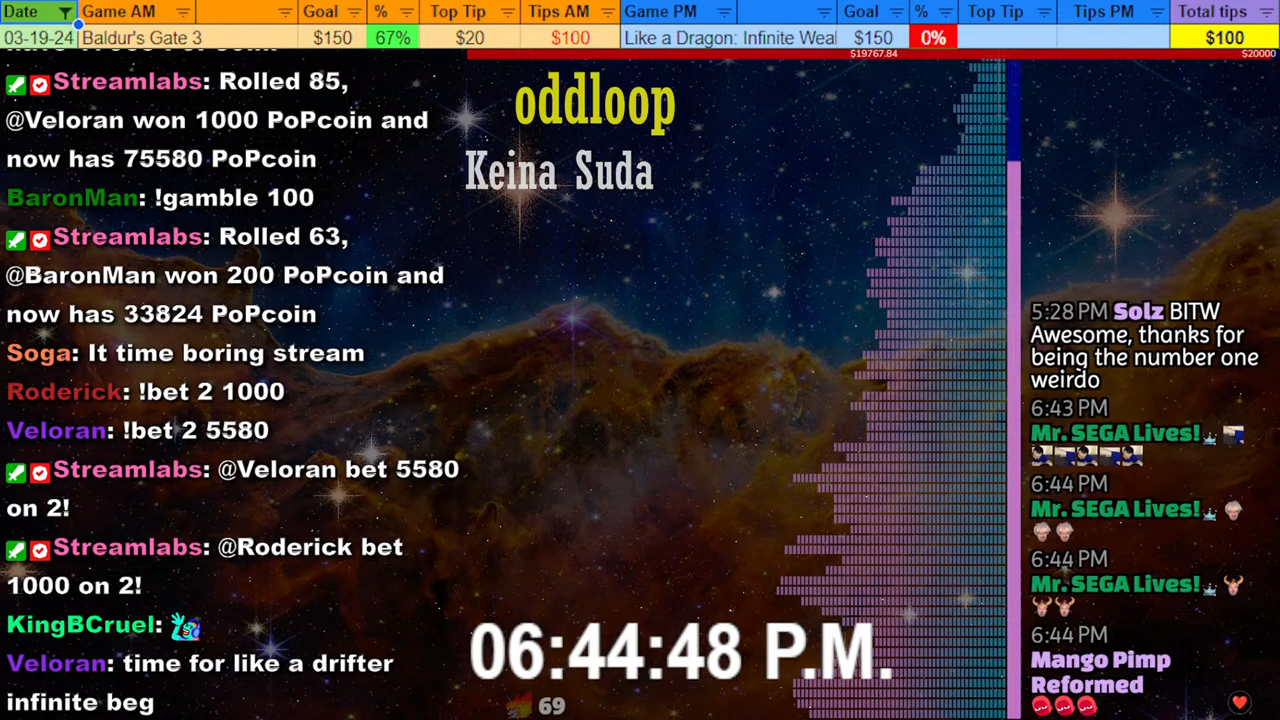 Date Game AM Goal % Top Tip Tips AM Game PM Goal % Top Tip Tips PM Total tips
03-19-24 Baldur's Gate 3 $150 67% $20 $100 Like a Dragon: Infinite Weal $150 0% $100
$19767.84 $20000
Streamlabs: Rolled 85,
@Veloran won 1000 PoPcoin and
now has 75580 PoPcoin
BaronMan: !gamble 100
Streamlabs: Rolled 63,
@BaronMan won 200 PoPcoin and
now has 33824 PoPcoin
Soga: It time boring stream
Roderick: !bet 2 1000
Veloran: !bet 2 5580
Streamlabs: @Veloran bet 5580
on 2!
Streamlabs: @Roderick bet
1000 on 2!
KingBCruel:
Veloran: time for like a drifter
infinite beg
oddloop
Keina Suda
06:44:48 P.M.
69
5:28 PM Solz BITW
Awesome, thanks for
being the number one
weirdo
6:43 PM
Mr. SEGA Lives!
6:44 PM
Mr. SEGA Lives!
6:44 PM
Mr. SEGA Lives!
6:44 PM
Mango Pimp
Reformed